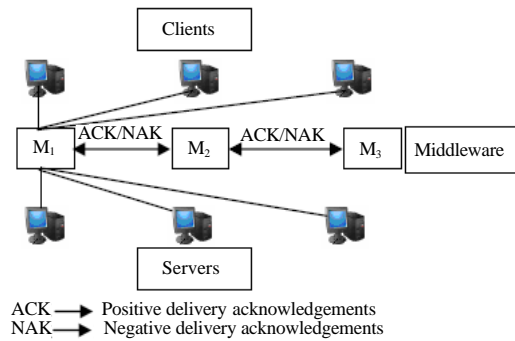 Clients
ACK/NAK
ACK/NAK
M₁
M₂
M₃
Middleware
Servers
ACK Positive delivery acknowledgements
NAK Negative delivery acknowledgements